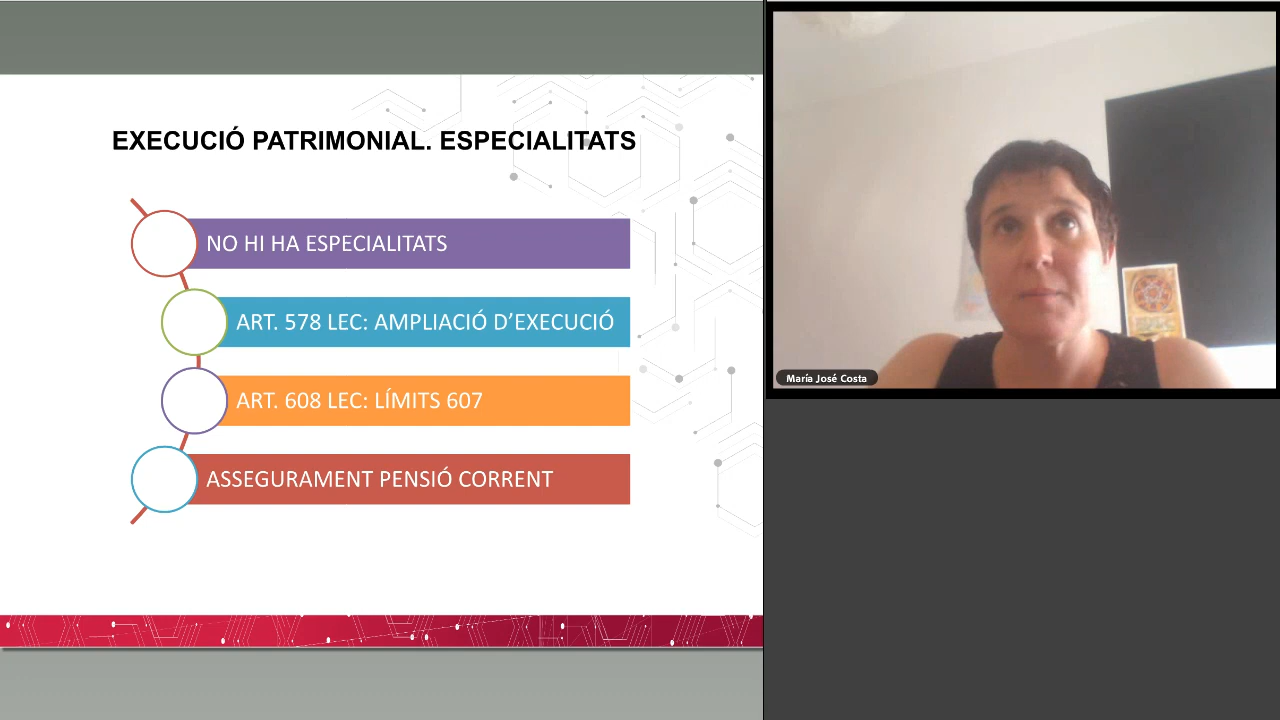 EXECUCIÓ PATRIMONIAL. ESPECIALITATS
NO HI HA ESPECIALITATS
ART. 578 LEC: AMPLIACIÓ D’EXECUCIÓ
ART. 608 LEC: LÍMITS 607
ASSEGURAMENT PENSIÓ CORRENT
María José Costa